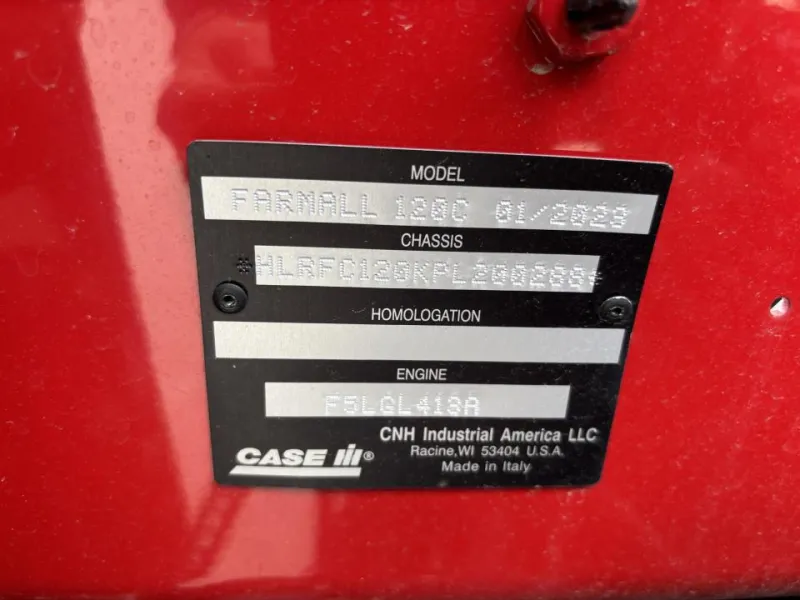 MODEL
FARMALL 120C 01/2023
CHASSIS
*HLRFC120KPL200288*
HOMOLOGATION
ENGINE
F5LGL413A
CNH Industrial America LLC
CASE IH® Racine,WI 53404 U.S.A.
Made in Italy